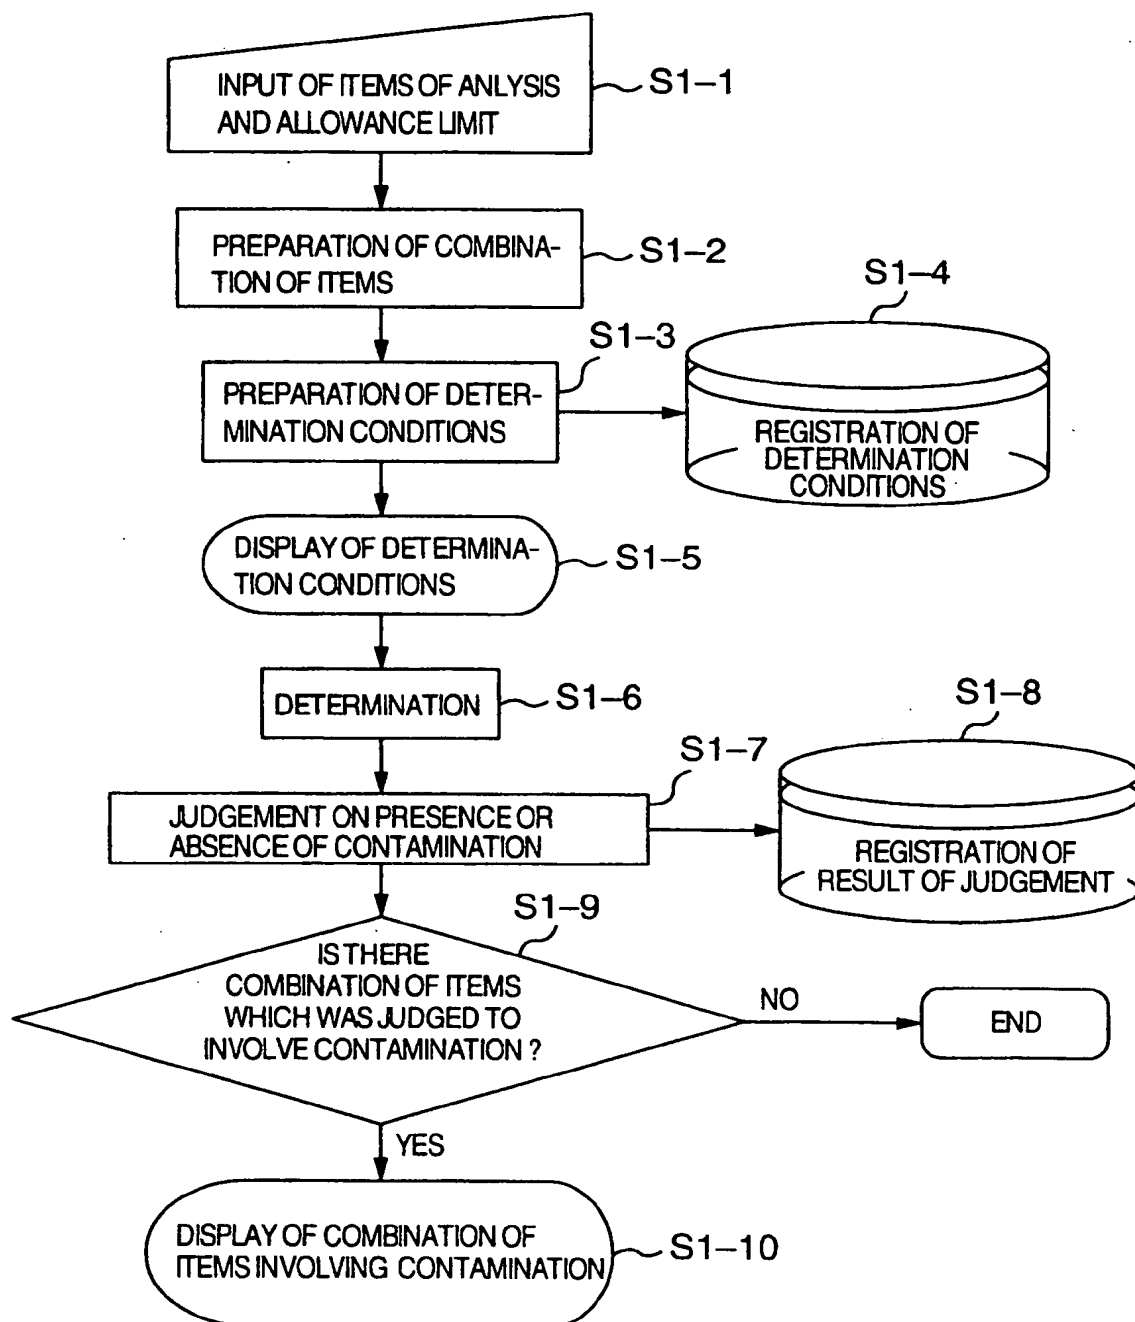 INPUT OF ITEMS OF ANLYSIS
AND ALLOWANCE LIMIT
S1-1
PREPARATION OF COMBINA-
TION OF ITEMS
S1-2
PREPARATION OF DETER-
MINATION CONDITIONS
S1-3
S1-4
REGISTRATION OF
DETERMINATION
CONDITIONS
DISPLAY OF DETERMINA-
TION CONDITIONS
S1-5
DETERMINATION
S1-6
JUDGEMENT ON PRESENCE OR
ABSENCE OF CONTAMINATION
S1-7
S1-8
REGISTRATION OF
RESULT OF JUDGEMENT
S1-9
IS THERE
COMBINATION OF ITEMS
WHICH WAS JUDGED TO
INVOLVE CONTAMINATION ?
NO
END
YES
DISPLAY OF COMBINATION OF
ITEMS INVOLVING CONTAMINATION
S1-10